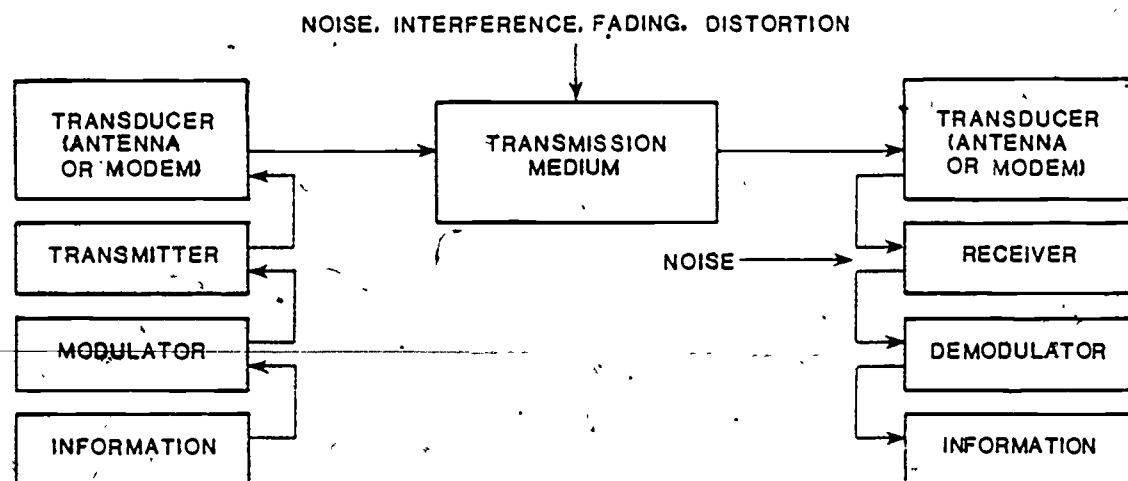 NOISE, INTERFERENCE, FADING, DISTORTION
TRANSDUCER
(ANTENNA
OR MODEM)
TRANSMISSION
MEDIUM
TRANSDUCER
(ANTENNA
OR MODEM)
TRANSMITTER
NOISE
RECEIVER
MODULATOR
DEMODULATOR
INFORMATION
INFORMATION